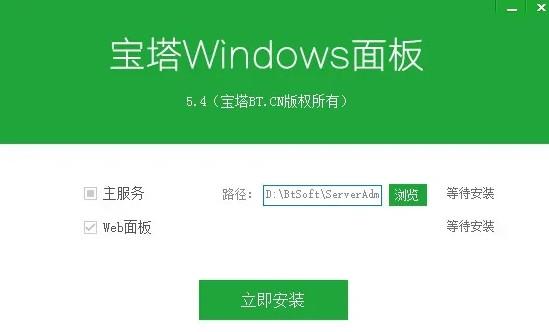 宝塔Windows面板
5.4（宝塔BT.CN版权所有）
主服务 路径： D:\BtSoft\ServerAdm 浏览 等待安装
Web面板 等待安装
立即安装